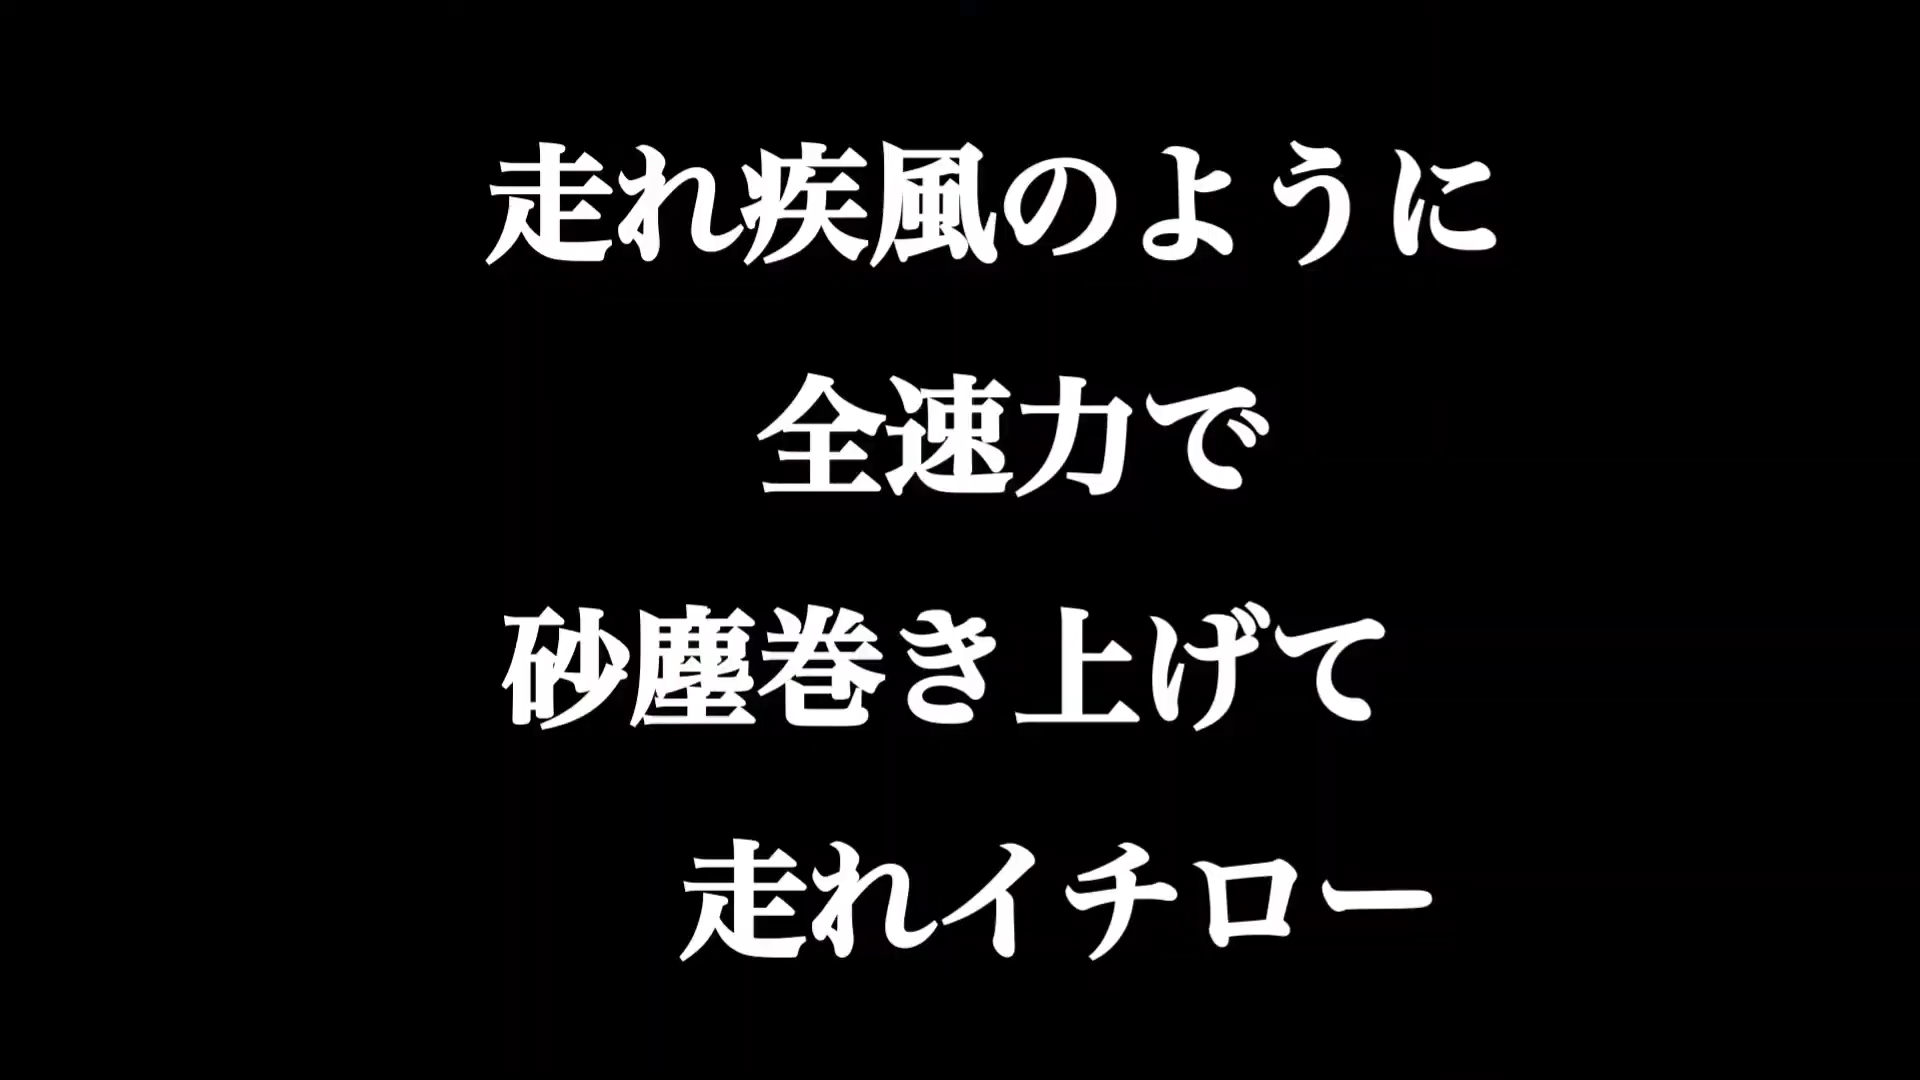 走れ疾風のように
全速力で
砂塵巻き上げて
走れイチロー